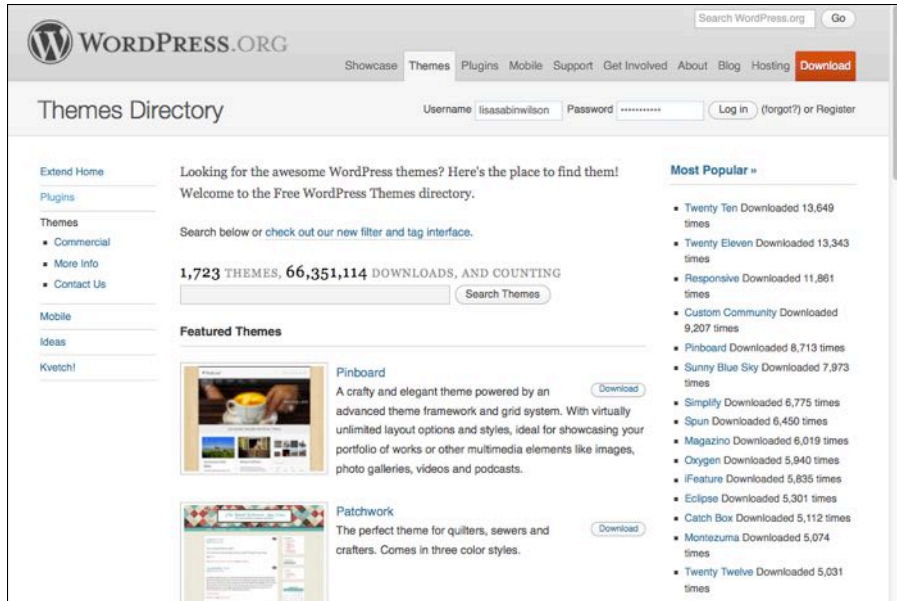 Search WordPress.org Go
WORDPRESS.ORG
Showcase Themes Plugins Mobile Support Get Involved About Blog Hosting Download
Themes Directory
Username lisasabinwilson Password ••••••••••• Log in (forgot?) or Register
Extend Home
Plugins
Themes
Commercial
More Info
Contact Us
Mobile
Ideas
Kvetch!
Looking for the awesome WordPress themes? Here's the place to find them!
Welcome to the Free WordPress Themes directory.
Search below or check out our new filter and tag interface.
1,723 THEMES, 66,351,114 DOWNLOADS, AND COUNTING
Search Themes
Featured Themes
Pinboard
A crafty and elegant theme powered by an
Download
advanced theme framework and grid system. With virtually
unlimited layout options and styles, ideal for showcasing your
portfolio of works or other multimedia elements like images,
photo galleries, videos and podcasts.
Patchwork
The perfect theme for quilters, sewers and
Download
crafters. Comes in three color styles.
Most Popular »
Twenty Ten Downloaded 13,649
times
Twenty Eleven Downloaded 13,343
times
Responsive Downloaded 11,861
times
Custom Community Downloaded
9,207 times
Pinboard Downloaded 8,713 times
Sunny Blue Sky Downloaded 7,973
times
Simplify Downloaded 6,775 times
Spun Downloaded 6,450 times
Magazino Downloaded 6,019 times
Oxygen Downloaded 5,940 times
iFeature Downloaded 5,835 times
Eclipse Downloaded 5,301 times
Catch Box Downloaded 5,112 times
Montezuma Downloaded 5,074
times
Twenty Twelve Downloaded 5,031
times